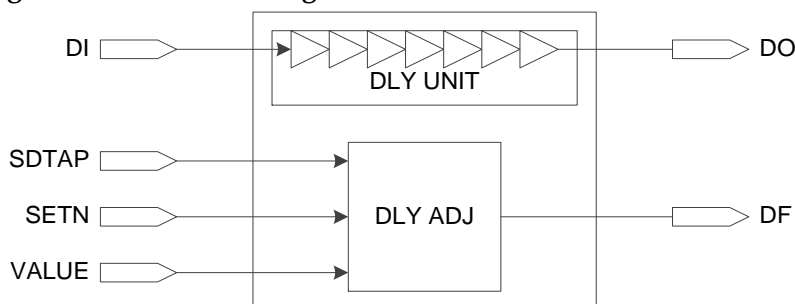 DI
DO
DLY UNIT
SDTAP
SETN
DLY ADJ
DF
VALUE